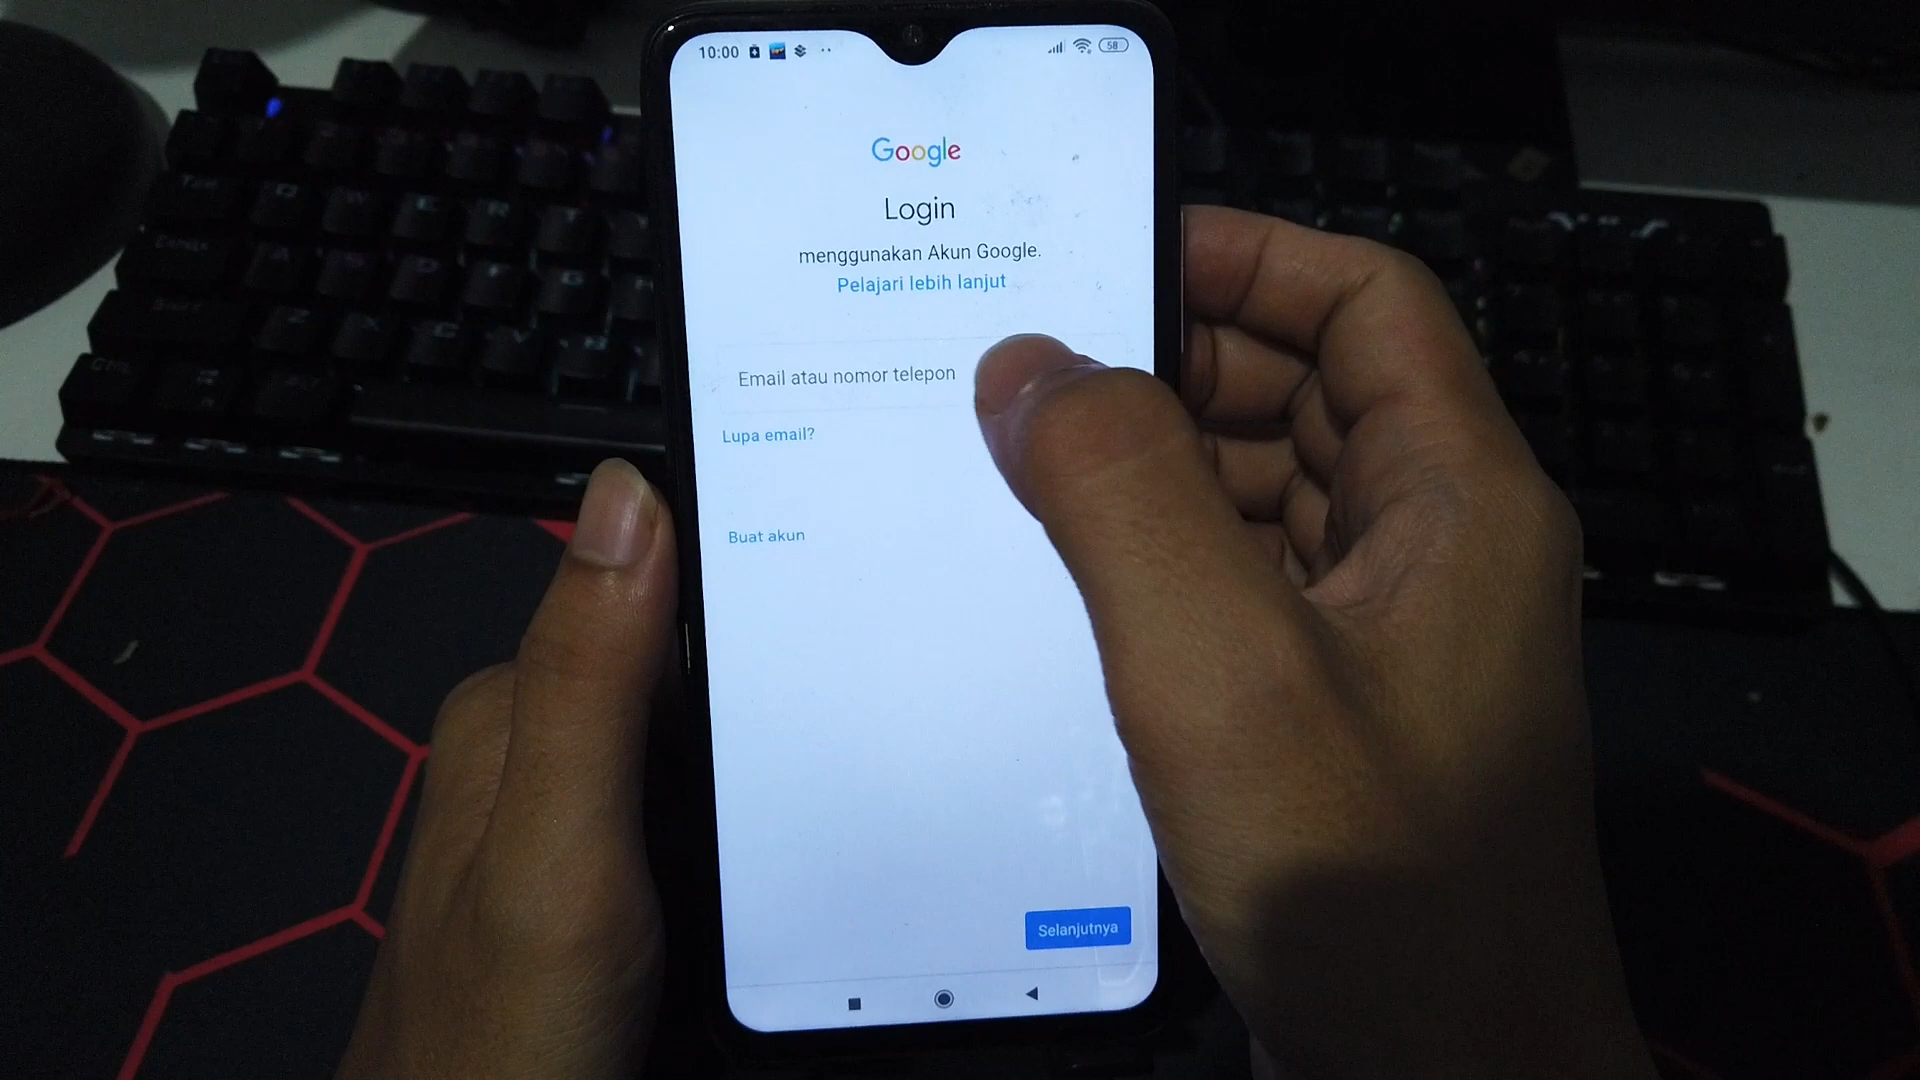 10:00
58
Google
Login
menggunakan Akun Google.
Pelajari lebih lanjut
Email atau nomor telepon
Lupa email?
Buat akun
Selanjutnya
Q W E R T
A S D F G H
Z X C V